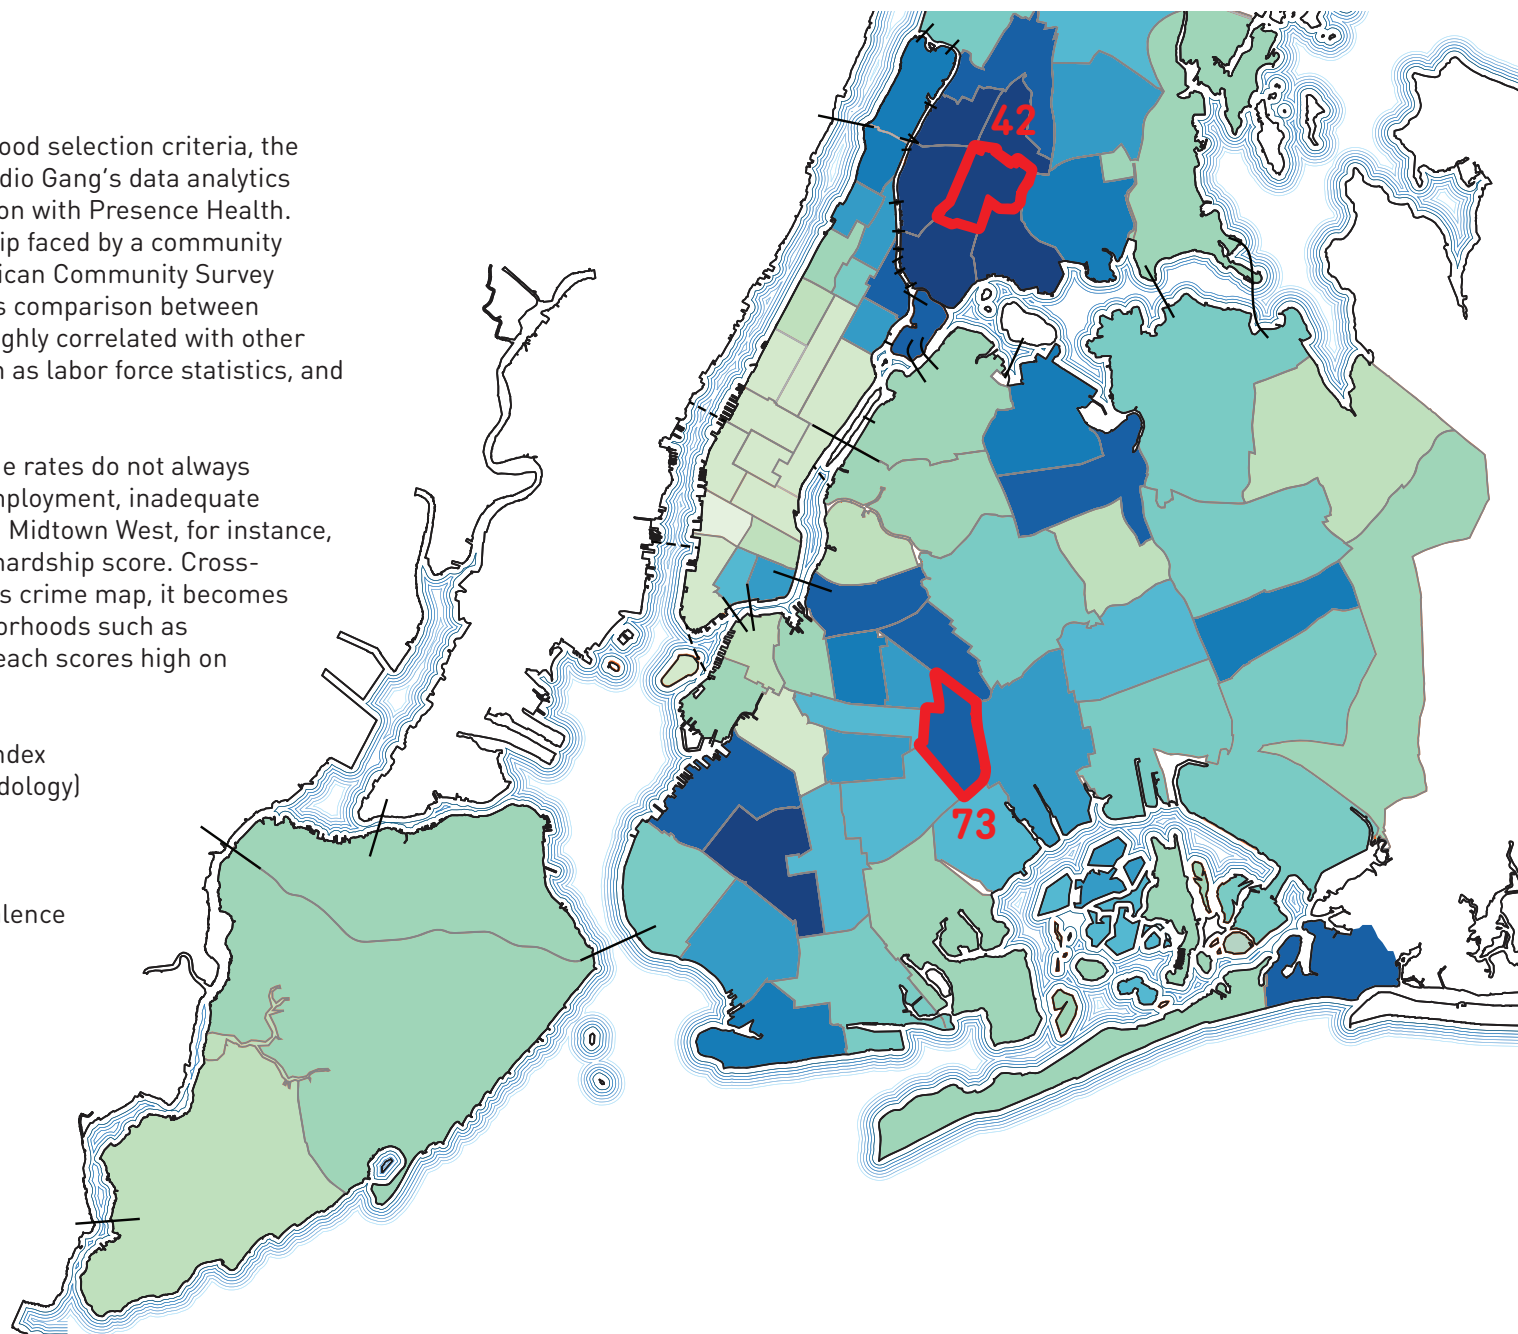 ood selection criteria, the
dio Gang's data analytics
on with Presence Health.
ip faced by a community
ican Community Survey
s comparison between
ghly correlated with other
n as labor force statistics, and
e rates do not always
mployment, inadequate
Midtown West, for instance,
hardship score. Cross-
s crime map, it becomes
orhoods such as
each scores high on
ndex
dology)
lence
42
73